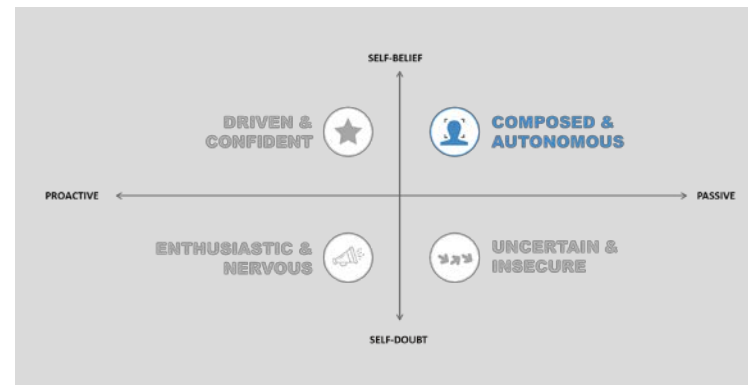 SELF-BELIEF
DRIVEN &
CONFIDENT
COMPOSED &
AUTONOMOUS
PROACTIVE
PASSIVE
ENTHUSIASTIC &
NERVOUS
UNCERTAIN &
INSECURE
SELF-DOUBT